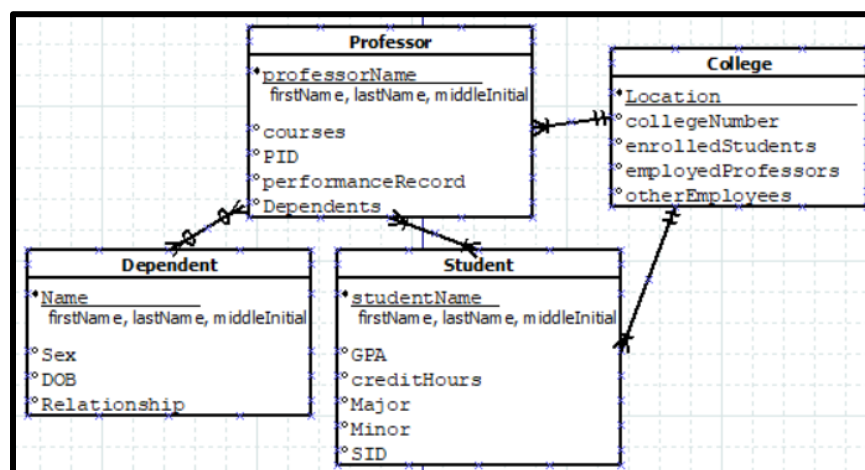 Professor
professorName
firstName, lastName, middleInitial
courses
PID
performanceRecord
Dependents
College
Location
collegeNumber
enrolledStudents
employedProfessors
otherEmployees
Dependent
Name
firstName, lastName, middleInitial
Sex
DOB
Relationship
Student
studentName
firstName, lastName, middleInitial
GPA
creditHours
Major
Minor
SID